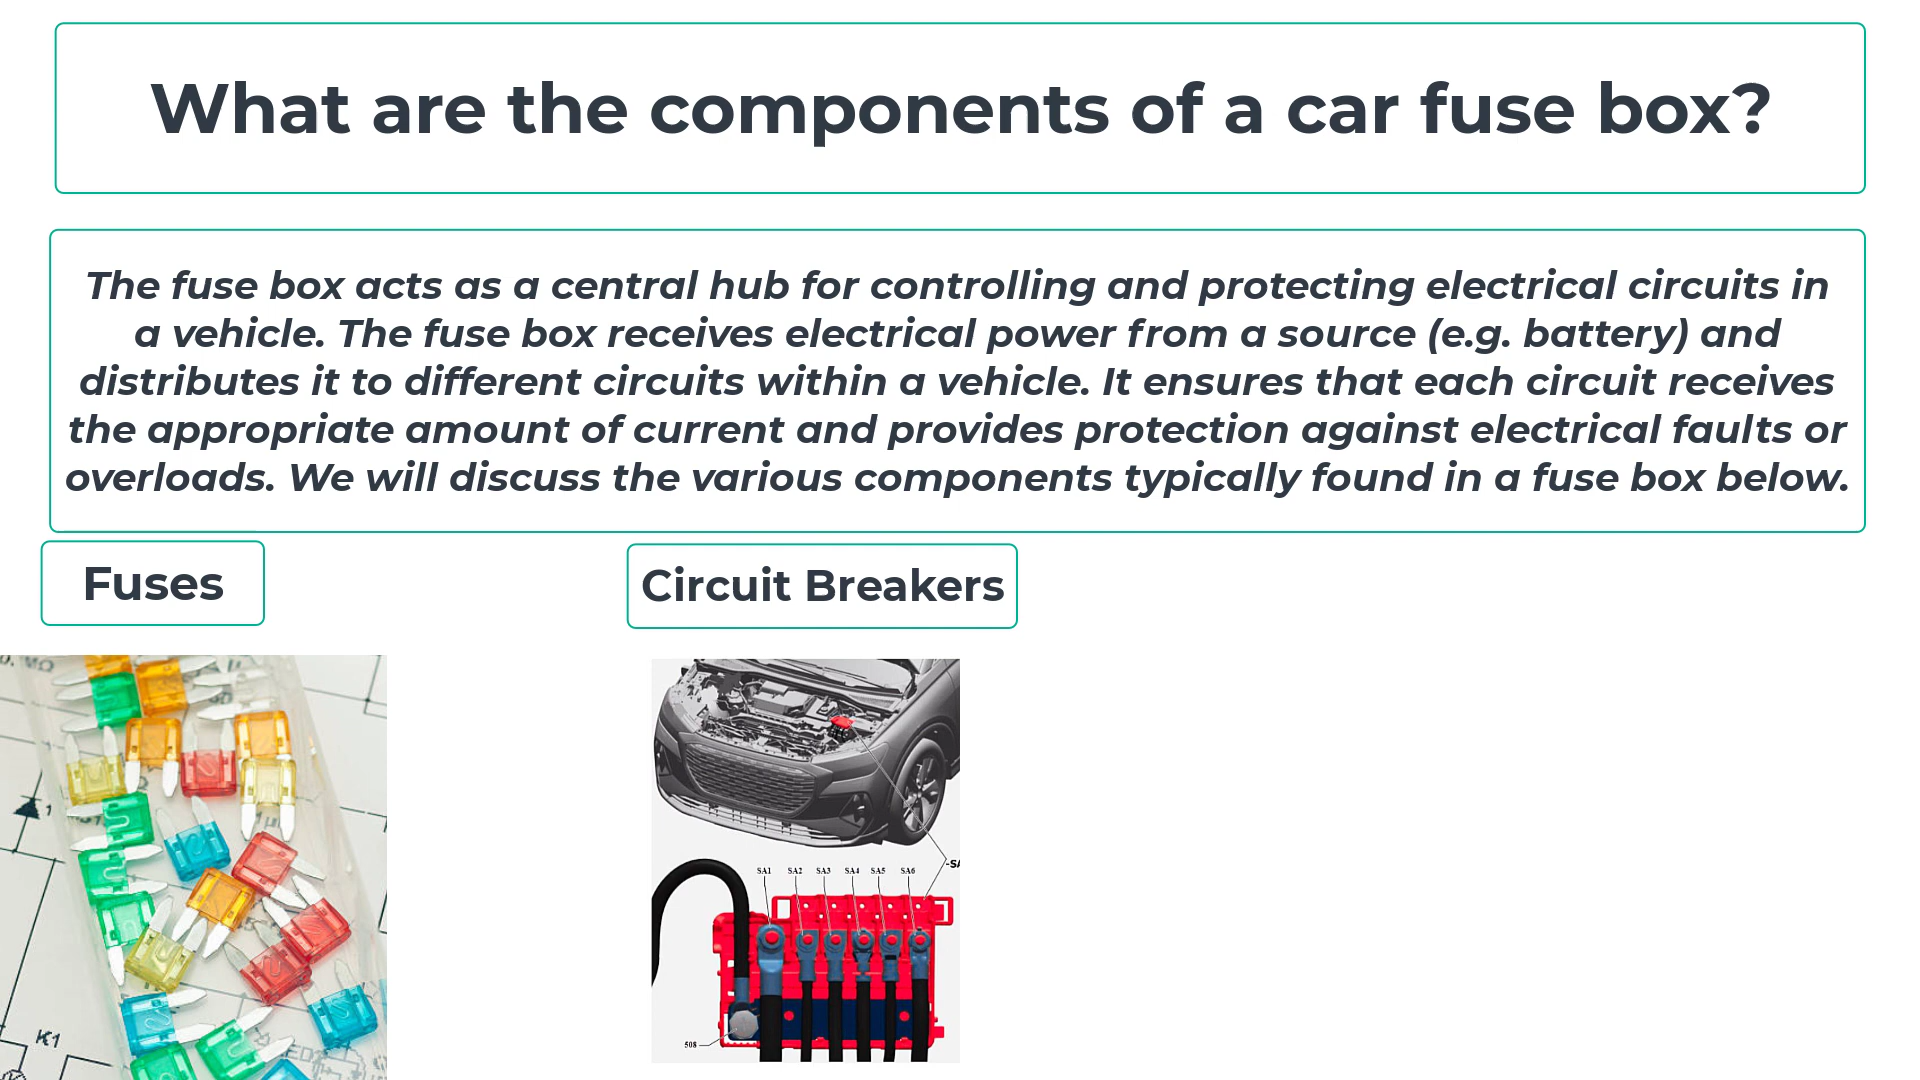 What are the components of a car fuse box?
The fuse box acts as a central hub for controlling and protecting electrical circuits in
a vehicle. The fuse box receives electrical power from a source (e.g. battery) and
distributes it to different circuits within a vehicle. It ensures that each circuit receives
the appropriate amount of current and provides protection against electrical faults or
overloads. We will discuss the various components typically found in a fuse box below.
Fuses
Circuit Breakers
-SA
SA1 SA2 SA3 SA4 SA5 SA6
508
K1